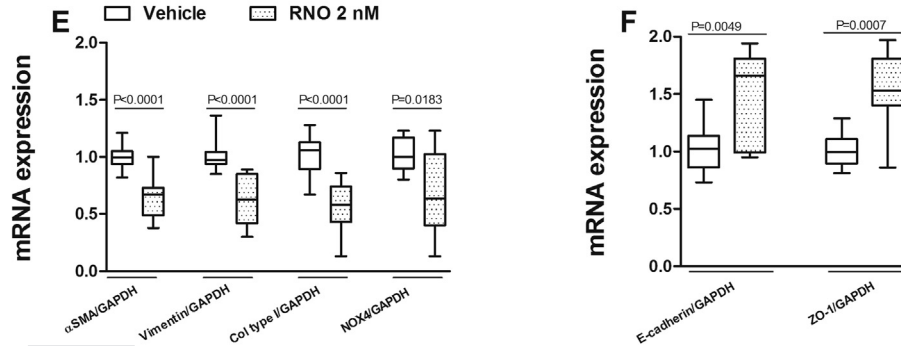 E
Vehicle
RNO 2 nM
mRNA expression
2.0
1.5
1.0
0.5
0.0
P<0.0001
P<0.0001
P<0.0001
P=0.0183
αSMA/GAPDH
Vimentin/GAPDH
Col type I/GAPDH
NOX4/GAPDH
F
mRNA expression
2.0
1.5
1.0
0.5
0.0
P=0.0049
P=0.0007
E-cadherin/GAPDH
ZO-1/GAPDH